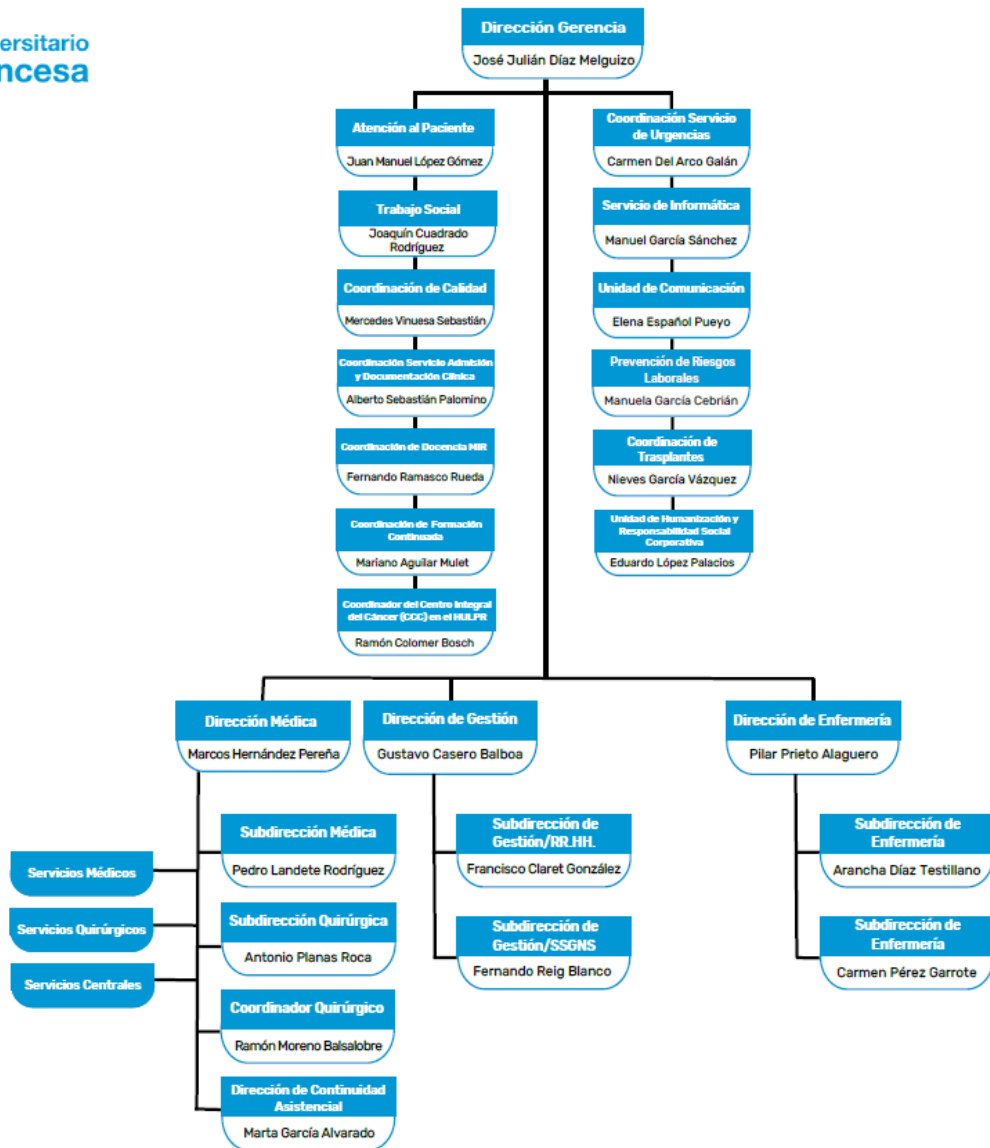 ersitario
ncesa
Dirección Gerencia
José Julián Díaz Melguizo
Atención al Paciente
Juan Manuel López Gómez
Trabajo Social
Joaquín Cuadrado
Rodríguez
Coordinación de Calidad
Mercedes Vinuesa Sebastián
Coordinación Servicio Admisión
y Documentación Clínica
Alberto Sebastián Palomino
Coordinación de Docencia MIR
Fernando Ramasco Rueda
Coordinación de Formación
Continuada
Mariano Aguilar Mulet
Coordinador del Centro Integral
del Cáncer (CCC) en el HULPR
Ramón Colomer Bosch
Coordinación Servicio
de Urgencias
Carmen Del Arco Galán
Servicio de Informática
Manuel García Sánchez
Unidad de Comunicación
Elena Español Pueyo
Prevención de Riesgos
Laborales
Manuela García Cebrián
Coordinación de
Trasplantes
Nieves García Vázquez
Unidad de Humanización y
Responsabilidad Social
Corporativa
Eduardo López Palacios
Dirección Médica
Marcos Hernández Pereña
Servicios Médicos
Servicios Quirúrgicos
Servicios Centrales
Subdirección Médica
Pedro Landete Rodríguez
Subdirección Quirúrgica
Antonio Planas Roca
Coordinador Quirúrgico
Ramón Moreno Balsalobre
Dirección de Continuidad
Asistencial
Marta García Alvarado
Dirección de Gestión
Gustavo Casero Balboa
Subdirección de
Gestión/RR.HH.
Francisco Claret González
Subdirección de
Gestión/SSGNS
Fernando Reig Blanco
Dirección de Enfermería
Pilar Prieto Alaguero
Subdirección de
Enfermería
Arancha Díaz Testillano
Subdirección de
Enfermería
Carmen Pérez Garrote